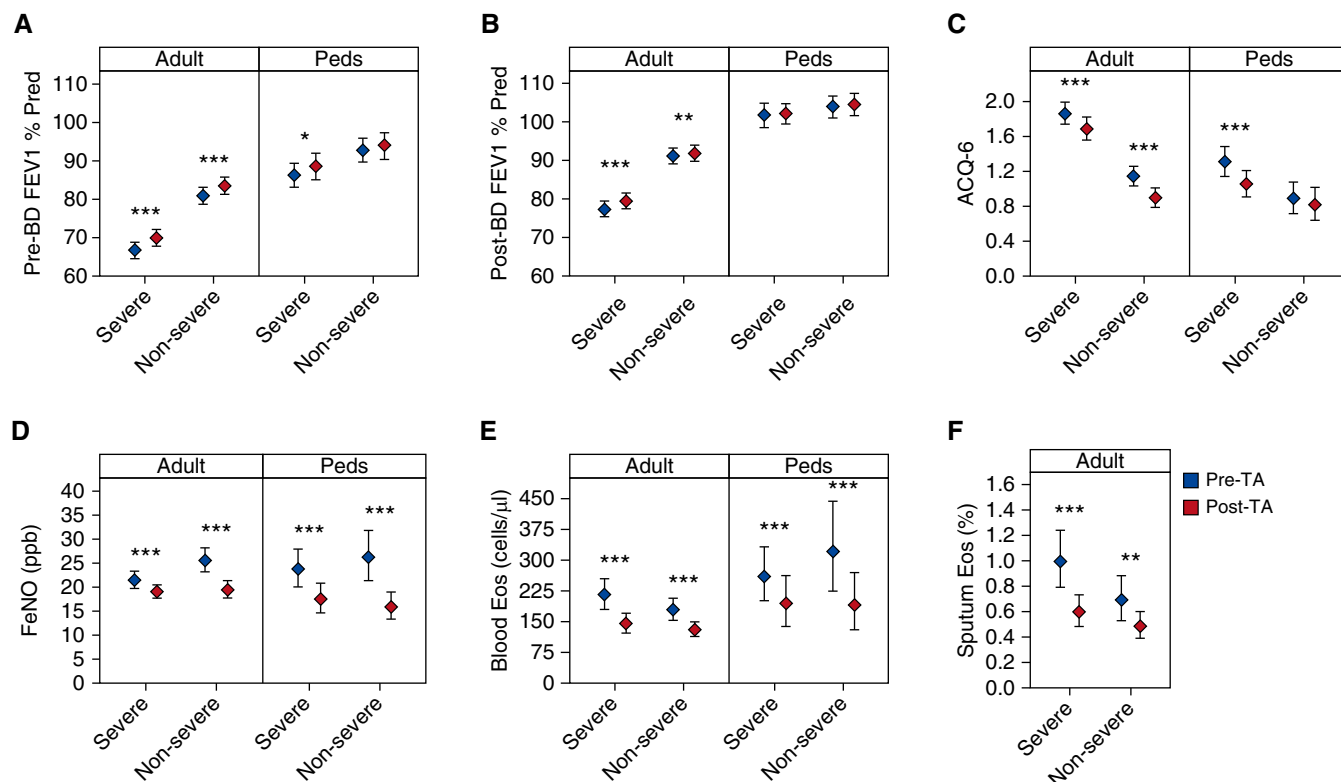 A
Adult Peds
Pre-BD FEV1 % Pred
110
100
90
80
70
60
***
***
*
Severe
Non-severe
Severe
Non-severe
B
Adult Peds
Post-BD FEV1 % Pred
110
100
90
80
70
60
***
**
Severe
Non-severe
Severe
Non-severe
C
Adult Peds
ACQ-6
2.0
1.6
1.2
0.8
0.4
0.0
***
***
***
Severe
Non-severe
Severe
Non-severe
D
Adult Peds
FeNO (ppb)
40
35
30
25
20
15
10
5
0
***
***
***
***
Severe
Non-severe
Severe
Non-severe
E
Adult Peds
Blood Eos (cells/μl)
450
375
300
225
150
75
0
***
***
***
***
Severe
Non-severe
Severe
Non-severe
F
Adult
Sputum Eos (%)
1.6
1.4
1.2
1.0
0.8
0.6
0.4
0.2
0.0
***
**
Severe
Non-severe
Pre-TA
Post-TA